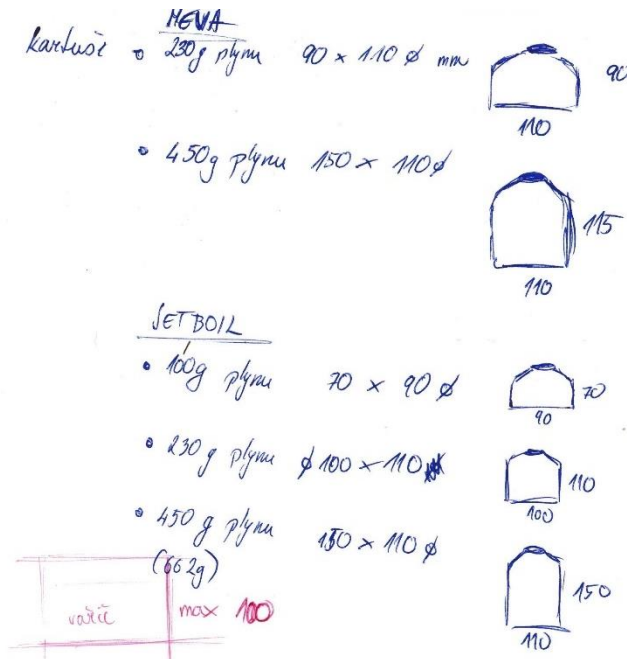 MEVA
kartuše • 230g plynu 90 x 110 ø mm 90
110
• 450g plynu 150 x 110 ø 115
110
JETBOIL
• 100g plynu 70 x 90 ø 70
90
• 230 g plynu ø 100 x 110 110
100
• 450 g plynu 150 x 110 ø 150
(662g)
110
vařič max 100